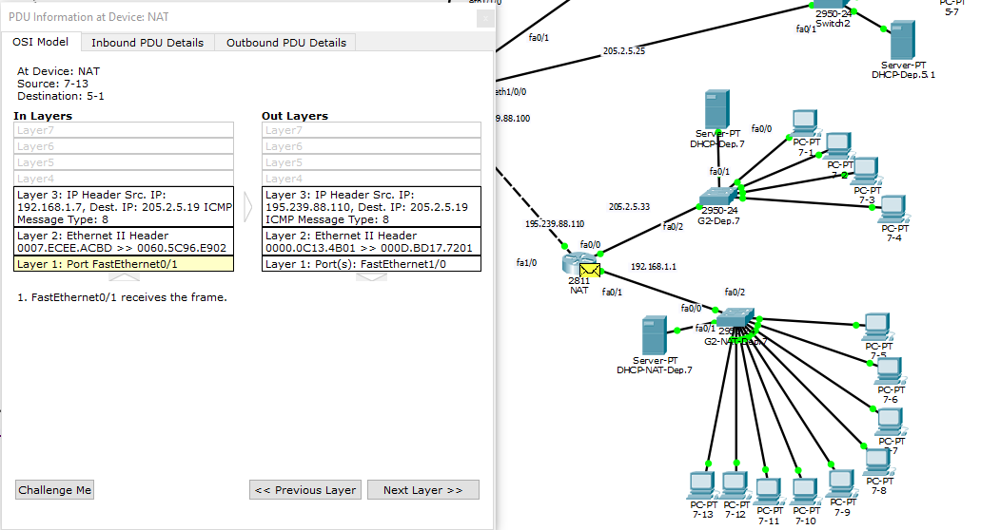 PDU Information at Device: NAT
x
OSI Model
Inbound PDU Details
Outbound PDU Details
At Device: NAT
Source: 7-13
Destination: 5-1
In Layers
Out Layers
Layer7
Layer6
Layer5
Layer4
Layer 3: IP Header Src. IP:
192.168.1.7, Dest. IP: 205.2.5.19 ICMP
Message Type: 8
Layer 2: Ethernet II Header
0007.ECEE.ACBD >> 0060.5C96.E902
Layer 1: Port FastEthernet0/1
Layer7
Layer6
Layer5
Layer4
Layer 3: IP Header Src. IP:
195.239.88.110, Dest. IP: 205.2.5.19
ICMP Message Type: 8
Layer 2: Ethernet II Header
0000.0C13.4B01 >> 000D.BD17.7201
Layer 1: Port(s): FastEthernet1/0
1. FastEthernet0/1 receives the frame.
Challenge Me
<< Previous Layer
Next Layer >>
fa0/1
205.2.5.25
eth1/0/0
9.88.100
2950-24
Switch2
fa0/1
PC-PT
5-7
Server-PT
DHCP-Dep.5.1
Server-PT
DHCP-Dep.7
fa0/1
fa0/0
PC-PT
7-1
PC-PT
7-2
PC-PT
7-3
PC-PT
7-4
2950-24
G2-Dep.7
fa0/2
205.2.5.33
195.239.88.110
fa0/0
fa1/0
2811
NAT
fa0/1
192.168.1.1
fa0/2
fa0/0
fa0/1
G2-NAT-Dep.7
Server-PT
DHCP-NAT-Dep.7
PC-PT
7-5
PC-PT
7-6
PC-PT
7-7
PC-PT
7-8
PC-PT
7-9
PC-PT
7-10
PC-PT
7-11
PC-PT
7-12
PC-PT
7-13